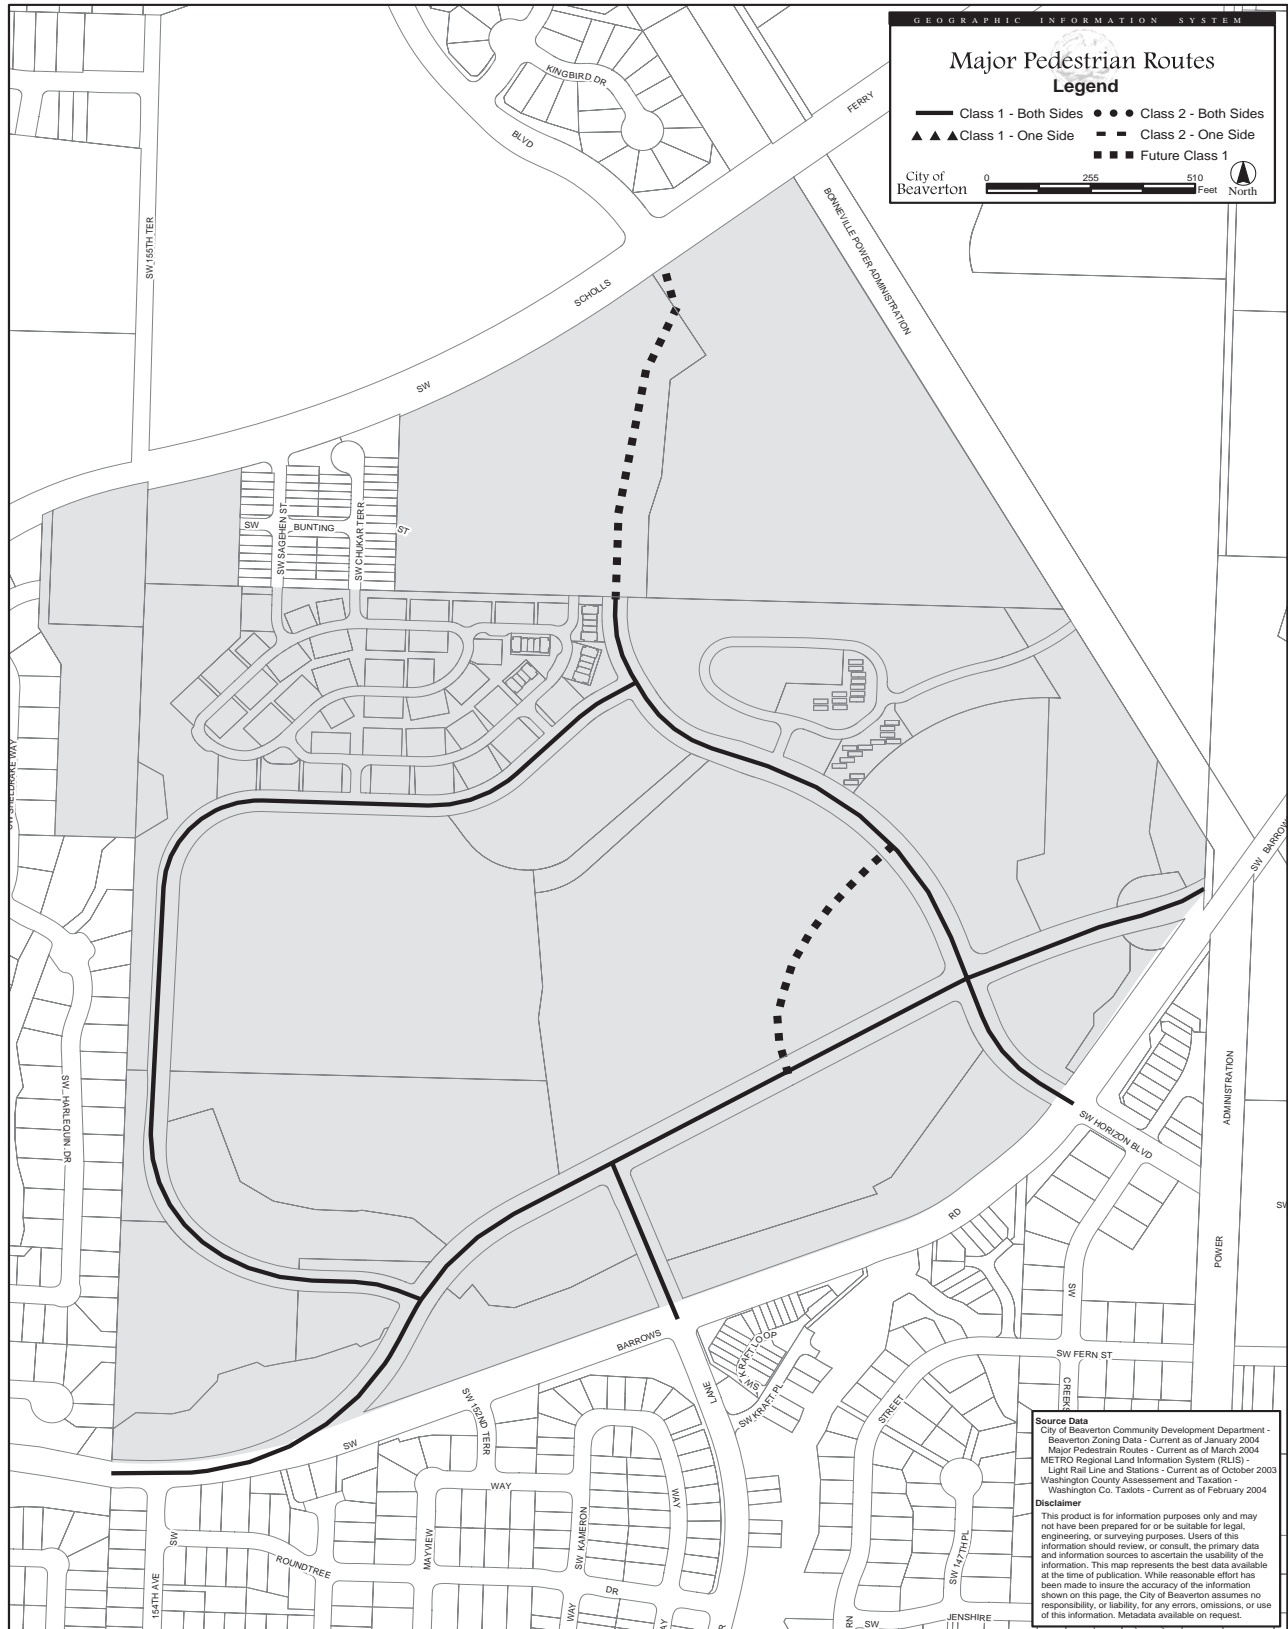 GEOGRAPHIC INFORMATION SYSTEM
Major Pedestrian Routes
Legend
Class 1 - Both Sides
Class 2 - Both Sides
Class 1 - One Side
Class 2 - One Side
Future Class 1
City of
Beaverton
0 255 510
Feet
North
KINGBIRD DR
BLVD
FERRY
SCHOLLS
SW
BONNEVILLE POWER ADMINISTRATION
SW 155TH TER
SW BUNTING ST
SW SAGEHEN ST
SW CHUKAR TERR
SW SHELDRAKE WAY
SW HARLEQUIN DR
SW BARROW
ADMINISTRATION
POWER
SW HORIZON BLVD
RD
SW
SW
BARROWS
SW KRAFT LOOP
SW KRAFT PL
LANE
SW 152ND TERR
SW
SW FERN ST
CREEKS
STREET
WAY
WAY
SW KAMERON
MAYVIEW
SW
ROUNDTREE
DR
154TH AVE
WAY
SW 147TH PL
RN
SW
JENSHIRE
Source Data
City of Beaverton Community Development Department -
Beaverton Zoning Data - Current as of January 2004
Major Pedestrain Routes - Current as of March 2004
METRO Regional Land Information System (RLIS) -
Light Rail Line and Stations - Current as of October 2003
Washington County Assessement and Taxation -
Washington Co. Taxlots - Current as of February 2004
Disclaimer
This product is for information purposes only and may
not have been prepared for or be suitable for legal,
engineering, or surveying purposes. Users of this
information should review, or consult, the primary data
and information sources to ascertain the usability of the
information. This map represents the best data available
at the time of publication. While reasonable effort has
been made to insure the accuracy of the information
shown on this page, the City of Beaverton assumes no
responsibility, or liability, for any errors, omissions, or use
of this information. Metadata available on request.